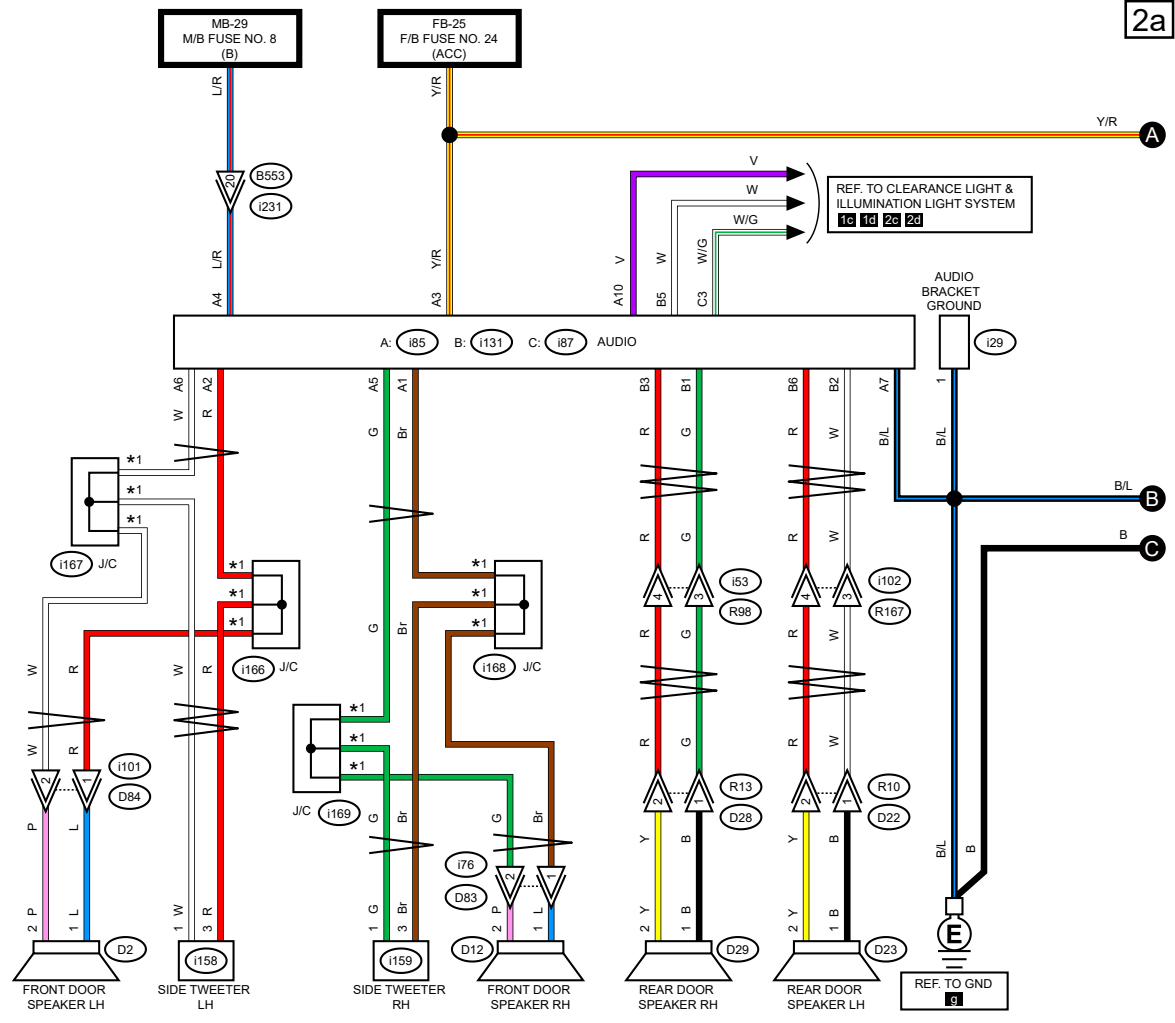 2a
MB-29
M/B FUSE NO. 8
(B)
FB-25
F/B FUSE NO. 24
(ACC)
L/R
Y/R
Y/R
A
20
B553
i231
V
W
W/G
REF. TO CLEARANCE LIGHT &
ILLUMINATION LIGHT SYSTEM
1c 1d 2c 2d
L/R
Y/R
V
W
W/G
A4
A3
A10
B5
C3
AUDIO
BRACKET
GROUND
A: i85 B: i131 C: i87 AUDIO
i29
A6
A2
A5
A1
B3
B1
B6
B2
A7
1
W
R
G
Br
R
G
R
W
B/L
B/L
*1
*1
*1
i167 J/C
B/L
B
B
C
R
G
R
W
*1
*1
*1
i166 J/C
*1
*1
*1
i168 J/C
4
3
i53
R98
4
3
i102
R167
W
R
W
R
G
Br
R
G
R
W
*1
*1
*1
J/C i169
W
R
R
G
R
W
2
1
i101
D84
G
Br
G
Br
2
1
R13
D28
2
1
R10
D22
i76
D83
2
1
P
L
Y
B
Y
B
B/L
B
2 P
1 L
1 W
3 R
1 G
3 Br
2 P
1 L
2 Y
1 B
2 Y
1 B
E
D2
i158
i159
D12
D29
D23
FRONT DOOR
SPEAKER LH
SIDE TWEETER
LH
SIDE TWEETER
RH
FRONT DOOR
SPEAKER RH
REAR DOOR
SPEAKER RH
REAR DOOR
SPEAKER LH
REF. TO GND
g